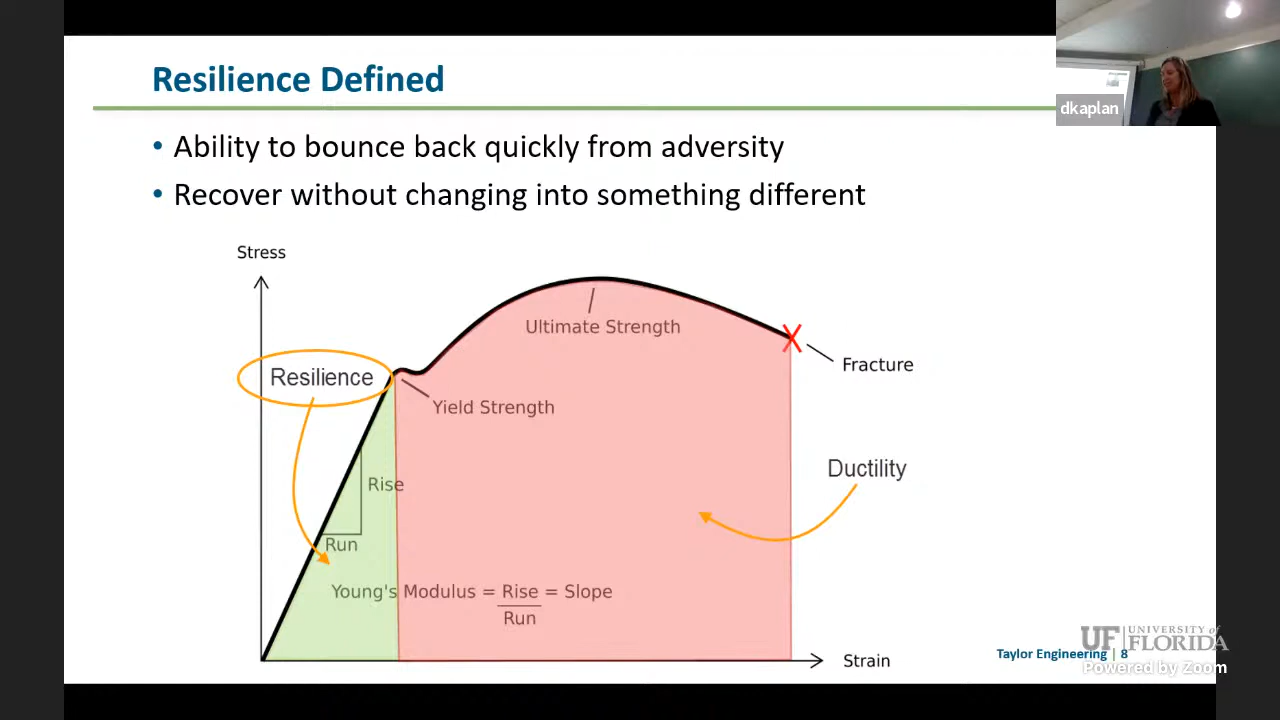 Resilience Defined
dkaplan
• Ability to bounce back quickly from adversity
• Recover without changing into something different
Stress
Ultimate Strength
Fracture
Resilience
Yield Strength
Ductility
Rise
Run
Young's Modulus = Rise = Slope
Run
Strain
Taylor Engineering | 8
UF UNIVERSITY of
FLORIDA
Powered by Zoom